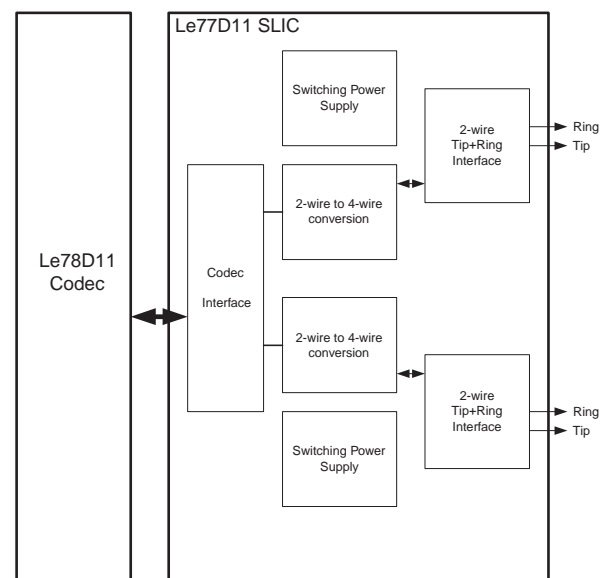 Le77D11 SLIC
Switching Power
Supply
2-wire
Tip+Ring
Interface
Ring
Tip
2-wire to 4-wire
conversion
Le78D11
Codec
Codec
Interface
2-wire to 4-wire
conversion
2-wire
Tip+Ring
Interface
Ring
Tip
Switching Power
Supply